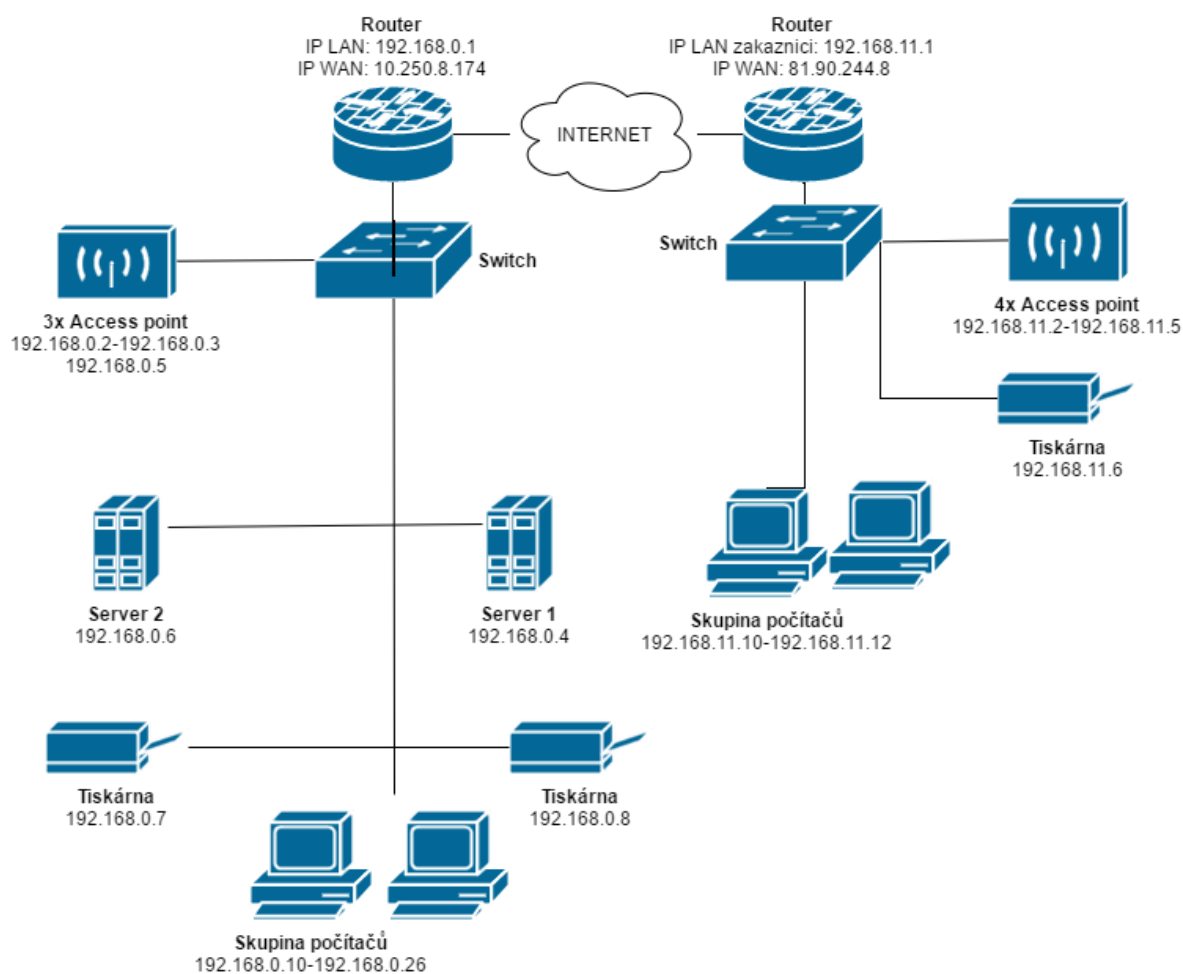 Router
IP LAN: 192.168.0.1
IP WAN: 10.250.8.174
Router
IP LAN zakaznici: 192.168.11.1
IP WAN: 81.90.244.8
INTERNET
Switch
Switch
3x Access point
192.168.0.2-192.168.0.3
192.168.0.5
4x Access point
192.168.11.2-192.168.11.5
Tiskárna
192.168.11.6
Server 2
192.168.0.6
Server 1
192.168.0.4
Skupina počítačů
192.168.11.10-192.168.11.12
Tiskárna
192.168.0.7
Tiskárna
192.168.0.8
Skupina počítačů
192.168.0.10-192.168.0.26